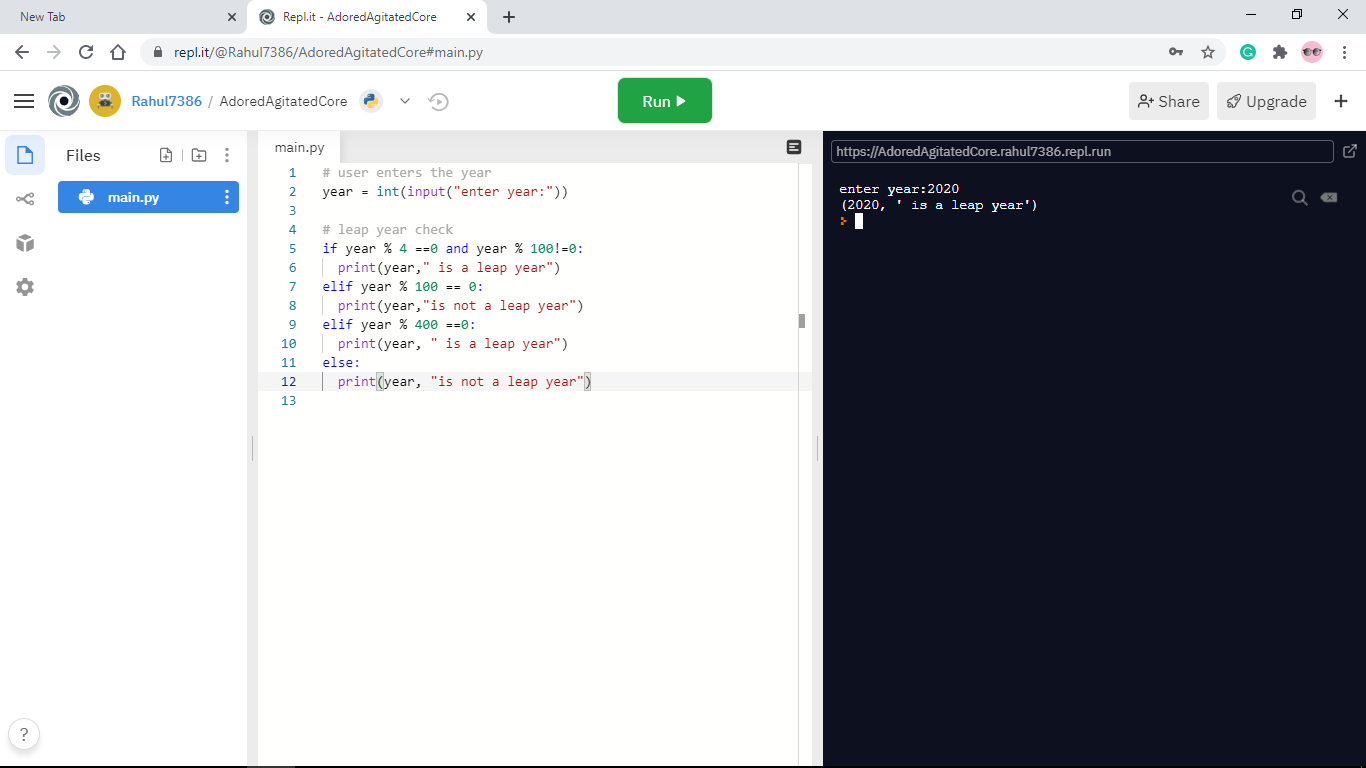 New Tab
Repl.it - AdoredAgitatedCore
repl.it/@Rahul7386/AdoredAgitatedCore#main.py
Rahul7386 / AdoredAgitatedCore
Run
Share
Upgrade
Files
main.py
main.py
1 # user enters the year
2 year = int(input("enter year:"))
3
4 # leap year check
5 if year % 4 ==0 and year % 100!=0:
6 print(year," is a leap year")
7 elif year % 100 == 0:
8 print(year,"is not a leap year")
9 elif year % 400 ==0:
10 print(year, " is a leap year")
11 else:
12 print(year, "is not a leap year")
13
https://AdoredAgitatedCore.rahul7386.repl.run
enter year:2020
(2020, ' is a leap year')
?